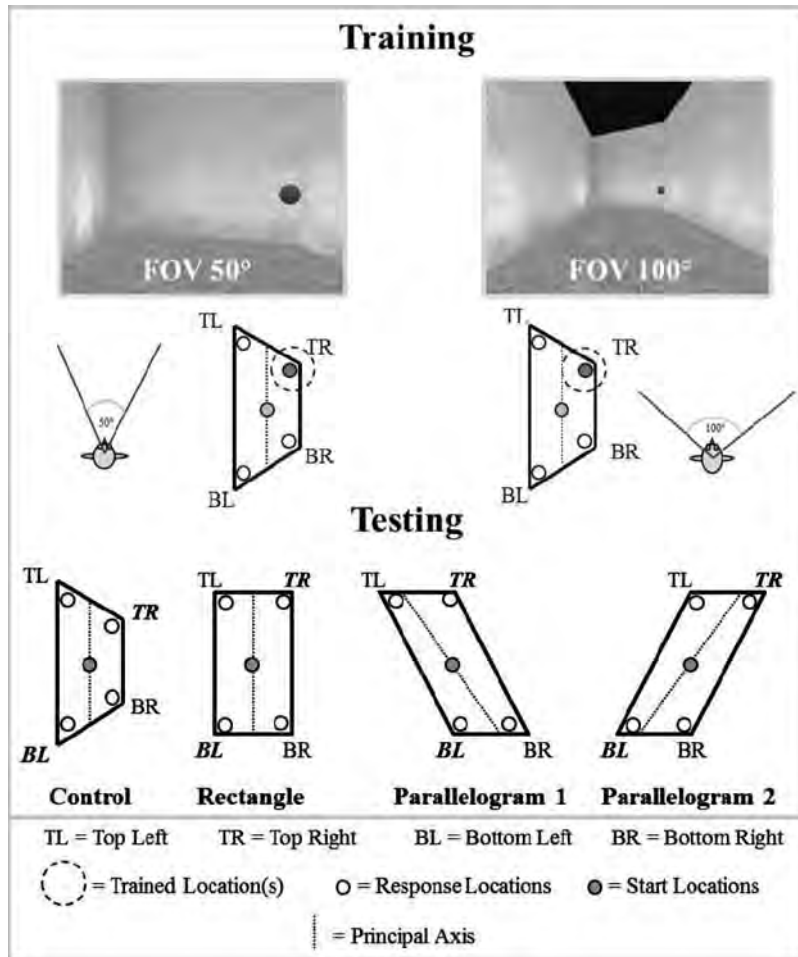 Training
FOV 50° FOV 100°
TL TL
TR TR
50° 100°
BR BR
BL BL
Testing
TL TL TR TL TR TL TR
TR
BR
BL BL BR BL BR BL BR
Control Rectangle Parallelogram 1 Parallelogram 2
TL = Top Left TR = Top Right BL = Bottom Left BR = Bottom Right
= Trained Location(s) = Response Locations = Start Locations
= Principal Axis